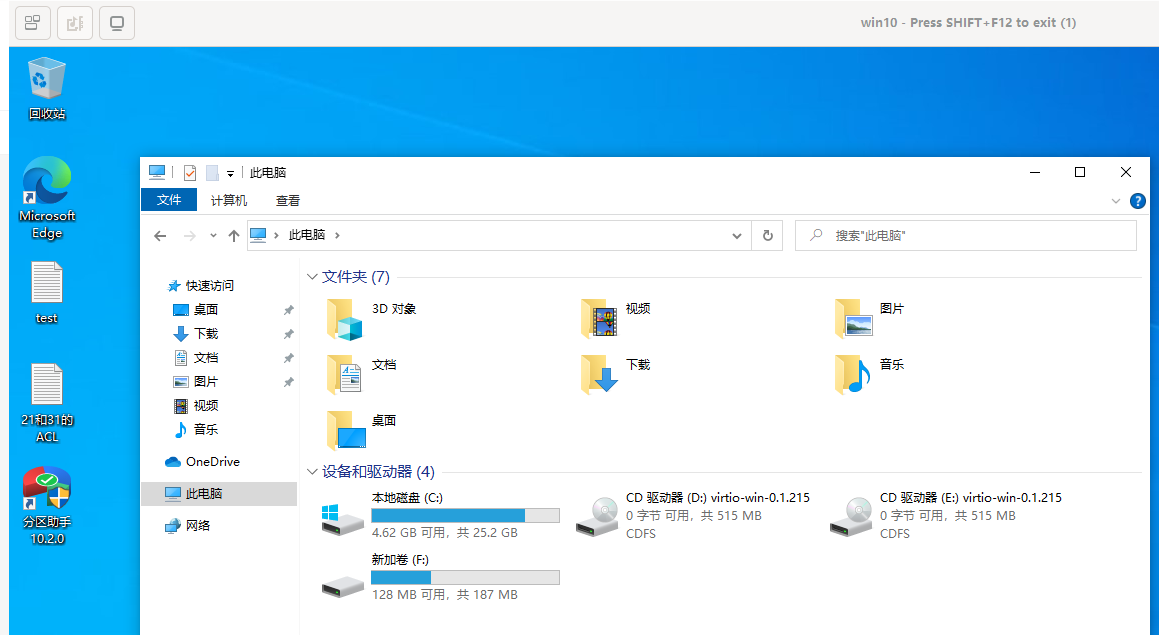 win10 - Press SHIFT+F12 to exit (1)
回收站
Microsoft
Edge
test
21和31的
ACL
分区助手
10.2.0
此电脑
文件
计算机
查看
此电脑
搜索"此电脑"
快速访问
桌面
下载
文档
图片
视频
音乐
OneDrive
此电脑
网络
文件夹 (7)
3D 对象
视频
图片
文档
下载
音乐
桌面
设备和驱动器 (4)
本地磁盘 (C:)
4.62 GB 可用，共 25.2 GB
CD 驱动器 (D:) virtio-win-0.1.215
0 字节 可用，共 515 MB
CDFS
CD 驱动器 (E:) virtio-win-0.1.215
0 字节 可用，共 515 MB
CDFS
新加卷 (F:)
128 MB 可用，共 187 MB